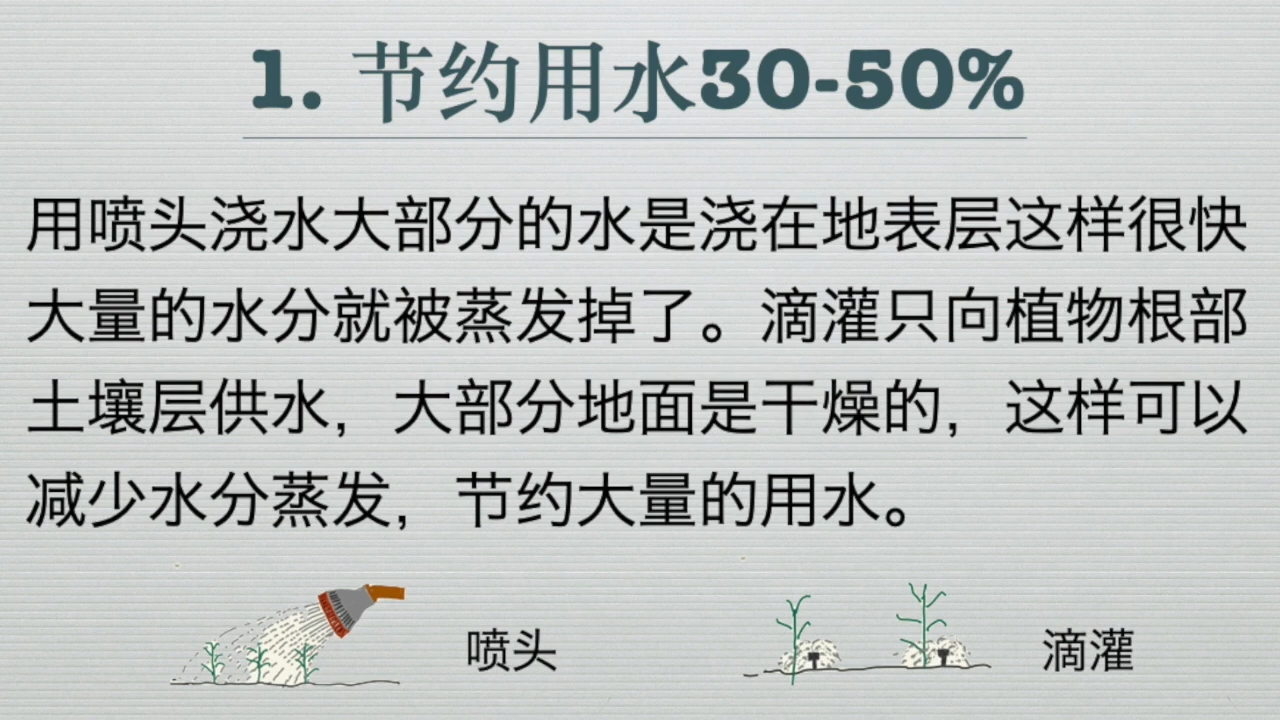 1. 节约用水30-50%
用喷头浇水大部分的水是浇在地表层这样很快
大量的水分就被蒸发掉了。滴灌只向植物根部
土壤层供水，大部分地面是干燥的，这样可以
减少水分蒸发，节约大量的用水。
喷头
滴灌